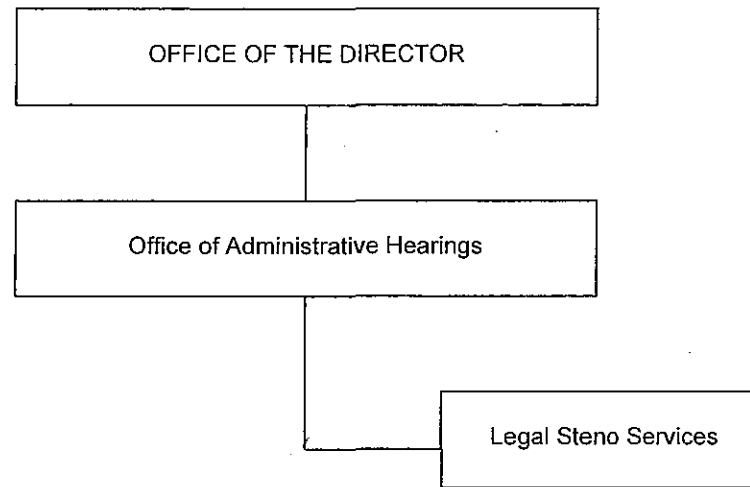 OFFICE OF THE DIRECTOR
Office of Administrative Hearings
Legal Steno Services